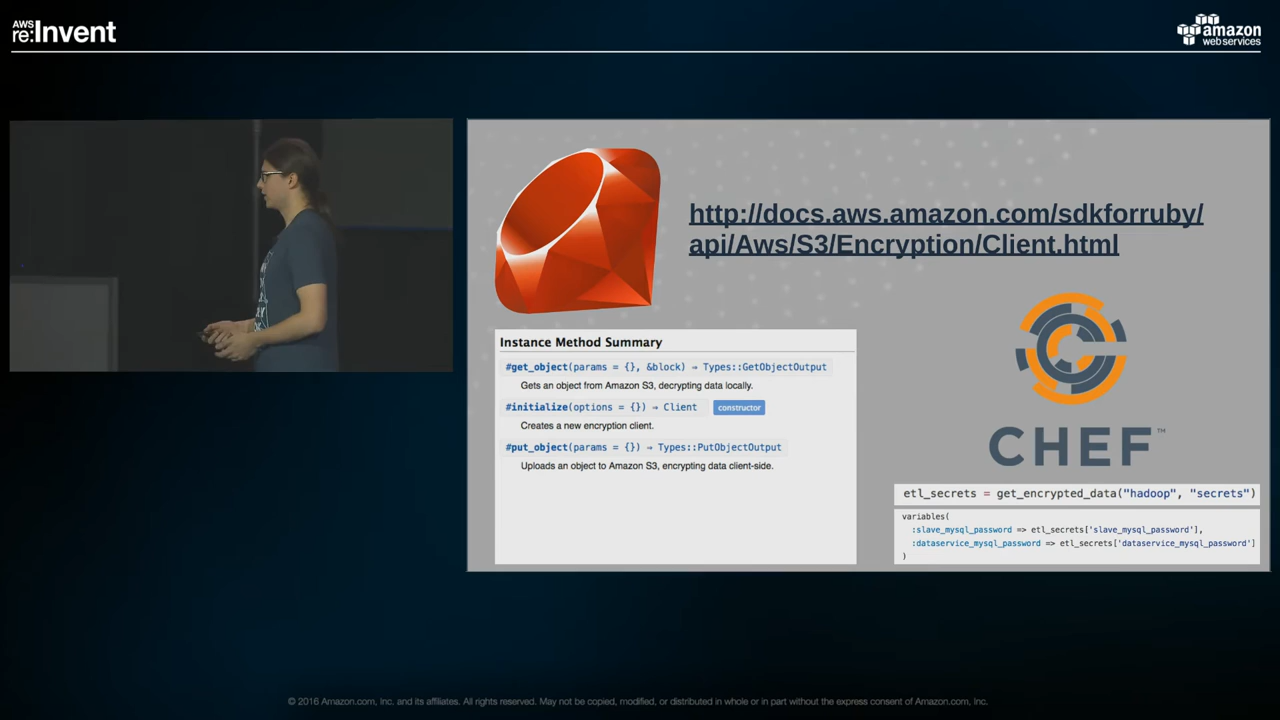 AWS
re:Invent
amazon
web services
http://docs.aws.amazon.com/sdkforruby/
api/Aws/S3/Encryption/Client.html
Instance Method Summary
#get_object(params = {}, &block) ⇒ Types::GetObjectOutput
Gets an object from Amazon S3, decrypting data locally.
#initialize(options = {}) ⇒ Client constructor
Creates a new encryption client.
#put_object(params = {}) ⇒ Types::PutObjectOutput
Uploads an object to Amazon S3, encrypting data client-side.
CHEF™
etl_secrets = get_encrypted_data("hadoop", "secrets")
variables(
:slave_mysql_password => etl_secrets['slave_mysql_password'],
:dataservice_mysql_password => etl_secrets['dataservice_mysql_password']
)
© 2016 Amazon.com, Inc. and its affiliates. All rights reserved. May not be copied, modified, or distributed in whole or in part without the express consent of Amazon.com, Inc.